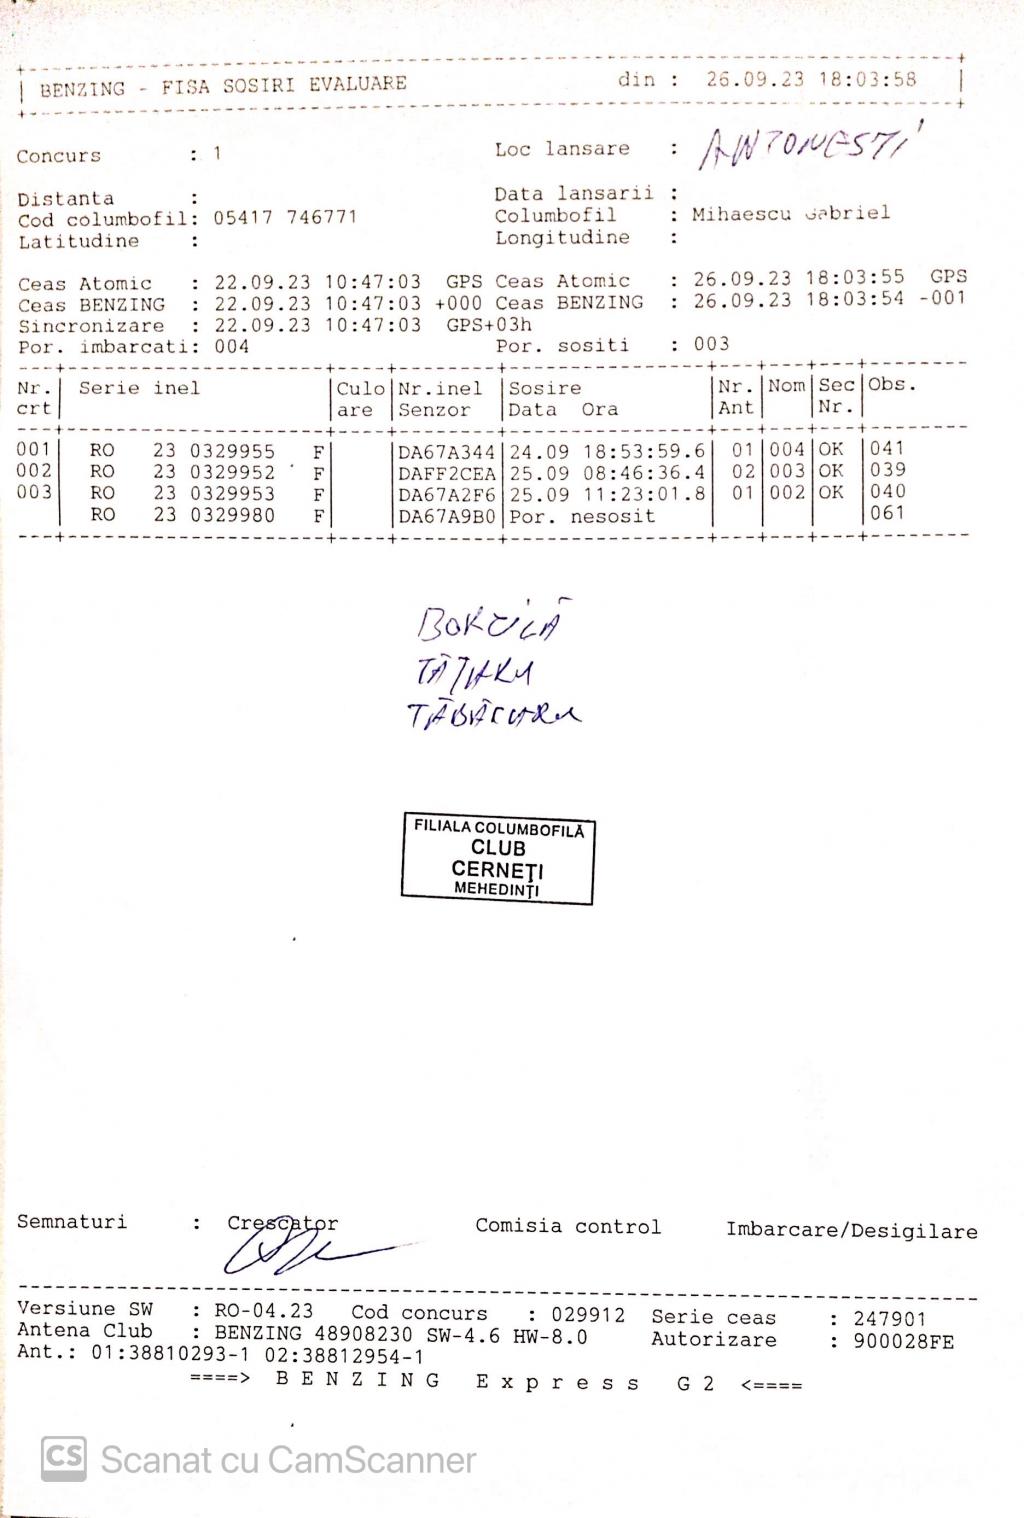 BENZING - FISA SOSIRI EVALUARE din : 26.09.23 18:03:58
Concurs : 1 Loc lansare : ANTONESTI
Distanta : Data lansarii :
Cod columbofil: 05417 746771 Columbofil : Mihaescu Gabriel
Latitudine : Longitudine :
Ceas Atomic : 22.09.23 10:47:03 GPS Ceas Atomic : 26.09.23 18:03:55 GPS
Ceas BENZING : 22.09.23 10:47:03 +000 Ceas BENZING : 26.09.23 18:03:54 -001
Sincronizare : 22.09.23 10:47:03 GPS+03h
Por. imbarcati: 004 Por. sositi : 003
Nr. Serie inel Culo Nr.inel Sosire Nr. Nom Sec Obs.
crt are Senzor Data Ora Ant Nr.
001 RO 23 0329955 F DA67A344 24.09 18:53:59.6 01 004 OK 041
002 RO 23 0329952 F DAFF2CEA 25.09 08:46:36.4 02 003 OK 039
003 RO 23 0329953 F DA67A2F6 25.09 11:23:01.8 01 002 OK 040
RO 23 0329980 F DA67A9B0 Por. nesosit 061
BORCILĂ
TĂȚARU
TĂBĂCARU
FILIALA COLUMBOFILĂ
CLUB
CERNEŢI
MEHEDINŢI
Semnaturi : Crescator Comisia control Imbarcare/Desigilare
Versiune SW : RO-04.23 Cod concurs : 029912 Serie ceas : 247901
Antena Club : BENZING 48908230 SW-4.6 HW-8.0 Autorizare : 900028FE
Ant.: 01:38810293-1 02:38812954-1
====> B E N Z I N G E x p r e s s G 2 <====
CS Scanat cu CamScanner